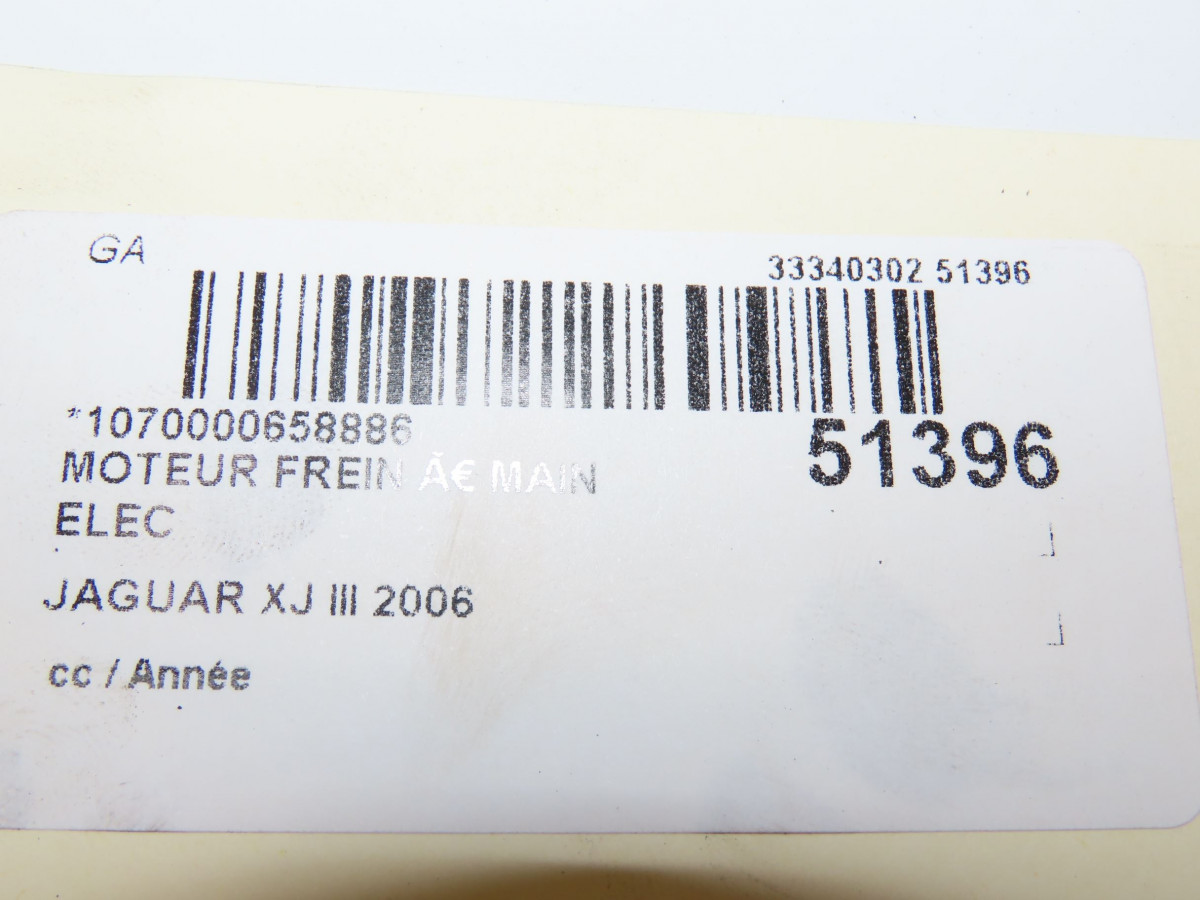 GA
33340302 51396
*1070000658886
51396
MOTEUR FREIN Ã€ MAIN
ELEC
JAGUAR XJ III 2006
cc / Année